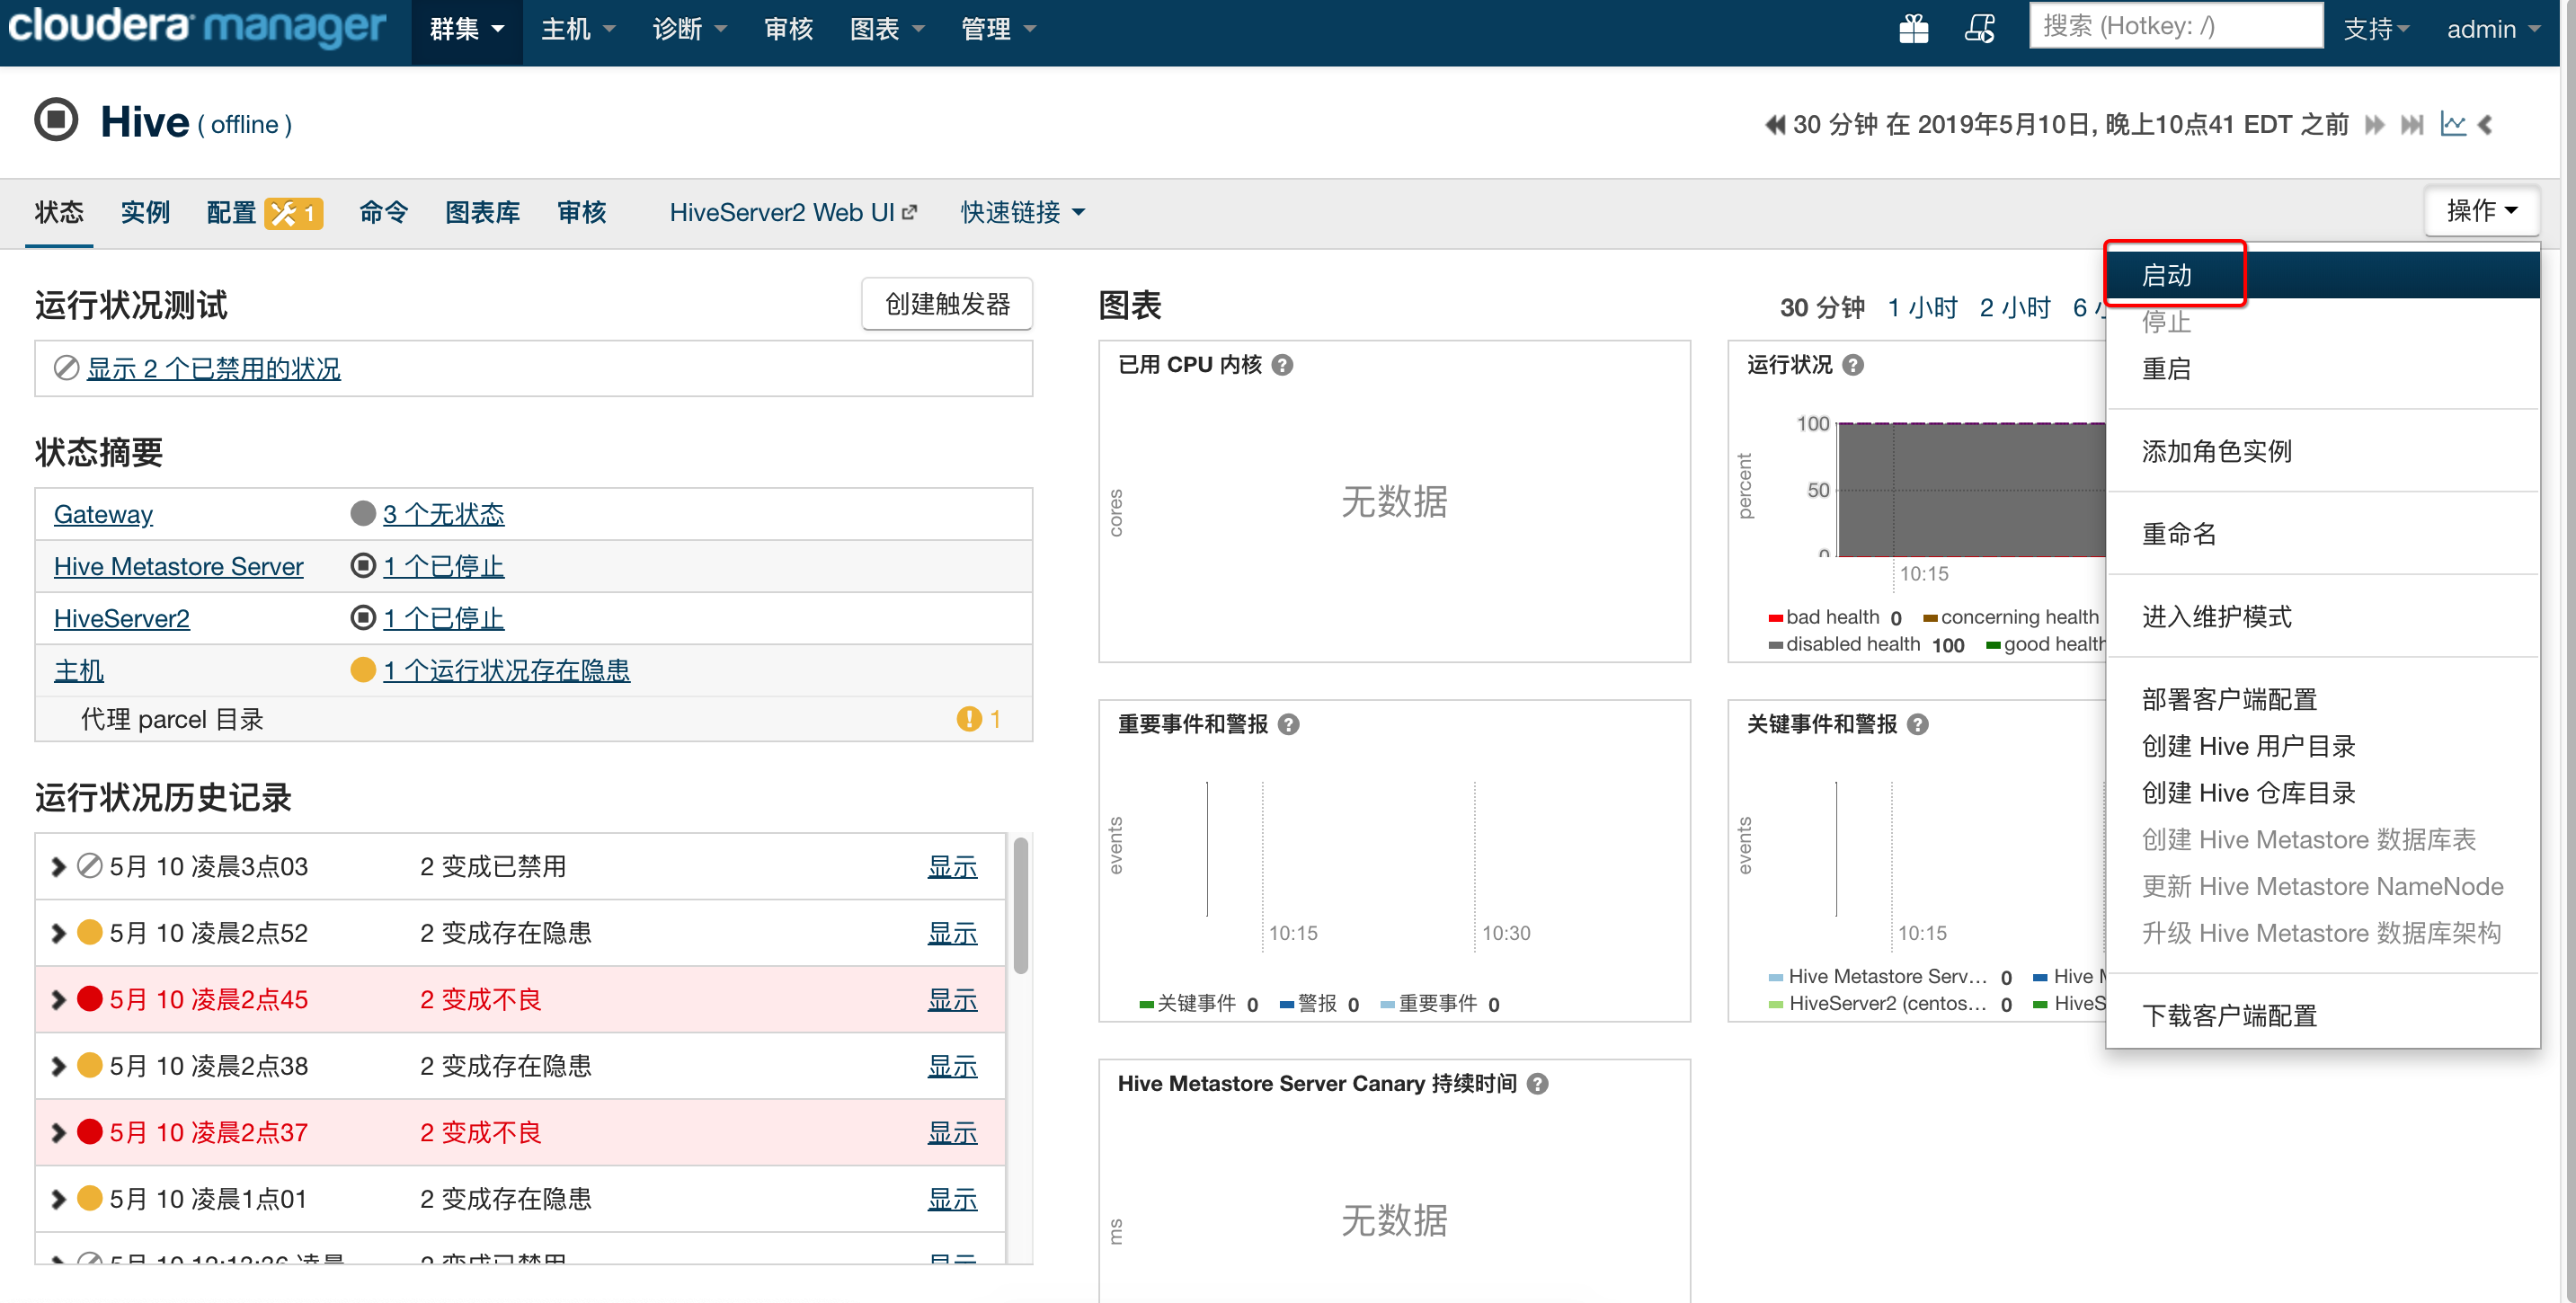 cloudera manager 群集 主机 诊断 审核 图表 管理 搜索 (Hotkey: /) 支持 admin
Hive ( offline )
30 分钟 在 2019年5月10日, 晚上10点41 EDT 之前
状态 实例 配置 1 命令 图表库 审核 HiveServer2 Web UI 快速链接 操作
运行状况测试
创建触发器
显示 2 个已禁用的状况
状态摘要
Gateway 3 个无状态
Hive Metastore Server 1 个已停止
HiveServer2 1 个已停止
主机 1 个运行状况存在隐患
代理 parcel 目录 1
运行状况历史记录
5月 10 凌晨3点03 2 变成已禁用 显示
5月 10 凌晨2点52 2 变成存在隐患 显示
5月 10 凌晨2点45 2 变成不良 显示
5月 10 凌晨2点38 2 变成存在隐患 显示
5月 10 凌晨2点37 2 变成不良 显示
5月 10 凌晨1点01 2 变成存在隐患 显示
5月 10 12:12:36 凌晨 2 变成已禁用 显示
图表
30 分钟 1 小时 2 小时 6 小
已用 CPU 内核
cores
无数据
运行状况
percent
100
50
0
10:15
bad health 0 concerning health
disabled health 100 good health
重要事件和警报
events
10:15 10:30
关键事件 0 警报 0 重要事件 0
关键事件和警报
events
10:15
Hive Metastore Serv... 0 Hive M
HiveServer2 (centos... 0 HiveS
Hive Metastore Server Canary 持续时间
ms
无数据
启动
停止
重启
添加角色实例
重命名
进入维护模式
部署客户端配置
创建 Hive 用户目录
创建 Hive 仓库目录
创建 Hive Metastore 数据库表
更新 Hive Metastore NameNode
升级 Hive Metastore 数据库架构
下载客户端配置